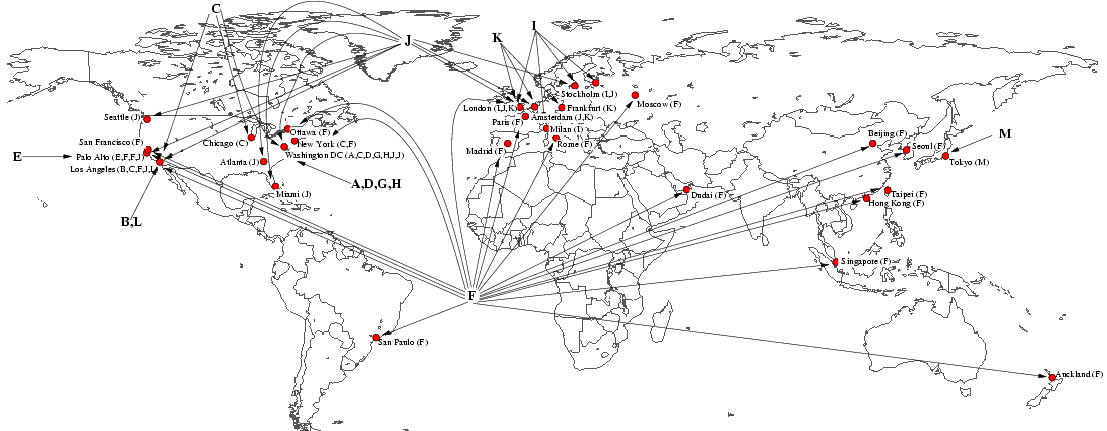 C
I
K
J
Stockholm (I,J)
London (I,J,K)
Frankfurt (K)
Moscow (F)
Seattle (J)
Amsterdam (J,K)
Paris (F)
Milan (I)
Ottawa (F)
Beijing (F)
M
Chicago (C)
New York (C,F)
Rome (F)
San Francisco (F)
Madrid (F)
Seoul (F)
Washington DC (A,C,D,G,H,I,J)
E
Palo Alto (E,F,F,J)
Atlanta (J)
Tokyo (M)
Los Angeles (B,C,F,J,L
A,D,G,H
Miami (J)
Taipei (F)
Hong Kong (F)
B,L
Singapore (F)
F
San Paulo (F)
Auckland (F)